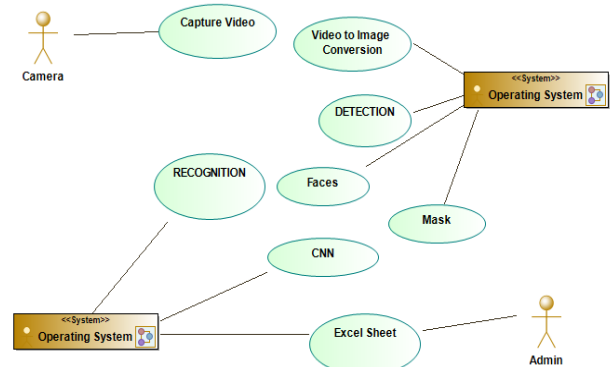 Capture Video
Video to Image
Conversion
Camera
<<System>>
Operating System
DETECTION
RECOGNITION
Faces
Mask
CNN
<<System>>
Operating System
Excel Sheet
Admin